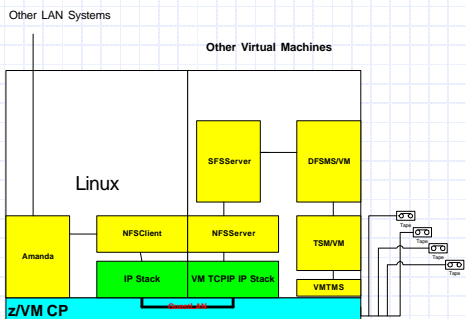 Other LAN Systems
Other Virtual Machines
SFSServer
DFSMS/VM
Linux
Amanda
NFSClient
NFSServer
TSM/VM
IP Stack
VM TCPIP IP Stack
VMTMS
GuestLAN
z/VM CP
Tape
Tape
Tape
Tape